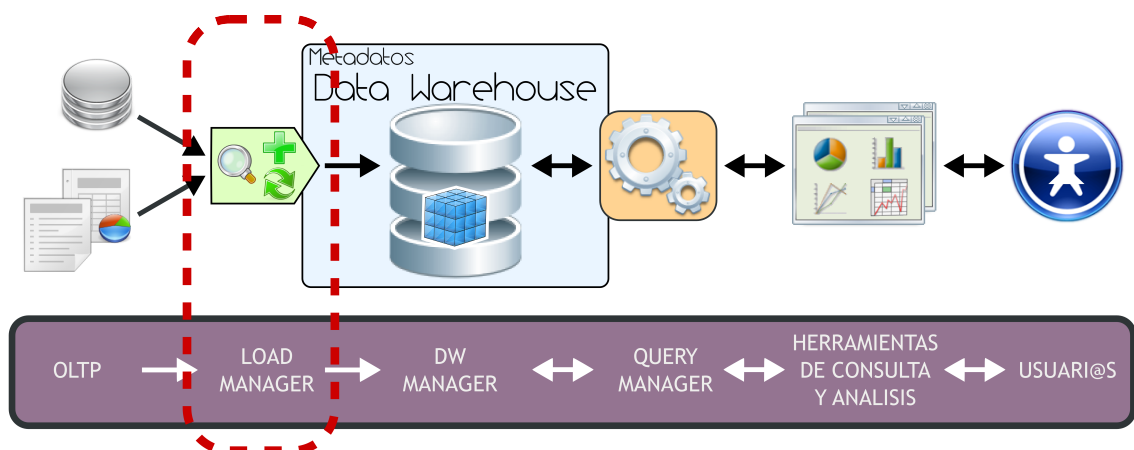 Metadatos
Data Warehouse
OLTP
LOAD
MANAGER
DW
MANAGER
QUERY
MANAGER
HERRAMIENTAS
DE CONSULTA
Y ANALISIS
USUARI@S